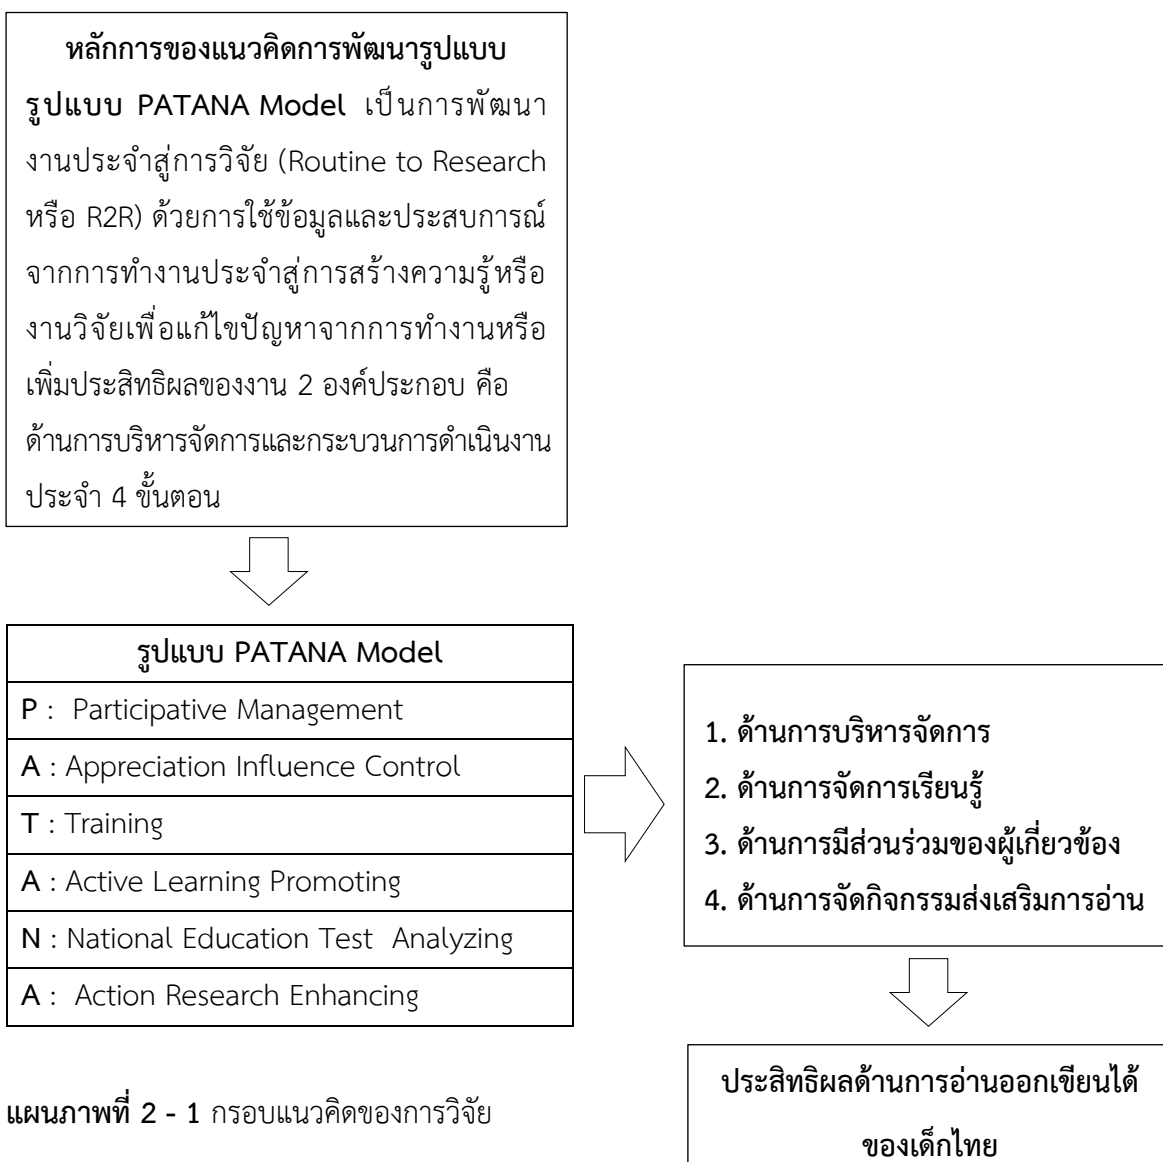 หลักการของแนวคิดการพัฒนารูปแบบ
รูปแบบ PATANA Model เป็นการพัฒนา
งานประจำสู่การวิจัย (Routine to Research
หรือ R2R) ด้วยการใช้ข้อมูลและประสบการณ์
จากการทำงานประจำสู่การสร้างความรู้หรือ
งานวิจัยเพื่อแก้ไขปัญหาจากการทำงานหรือ
เพิ่มประสิทธิผลของงาน 2 องค์ประกอบ คือ
ด้านการบริหารจัดการและกระบวนการดำเนินงาน
ประจำ 4 ขั้นตอน
รูปแบบ PATANA Model
P : Participative Management
A : Appreciation Influence Control
T : Training
A : Active Learning Promoting
N : National Education Test Analyzing
A : Action Research Enhancing
1. ด้านการบริหารจัดการ
2. ด้านการจัดการเรียนรู้
3. ด้านการมีส่วนร่วมของผู้เกี่ยวข้อง
4. ด้านการจัดกิจกรรมส่งเสริมการอ่าน
ประสิทธิผลด้านการอ่านออกเขียนได้
ของเด็กไทย
แผนภาพที่ 2 - 1 กรอบแนวคิดของการวิจัย